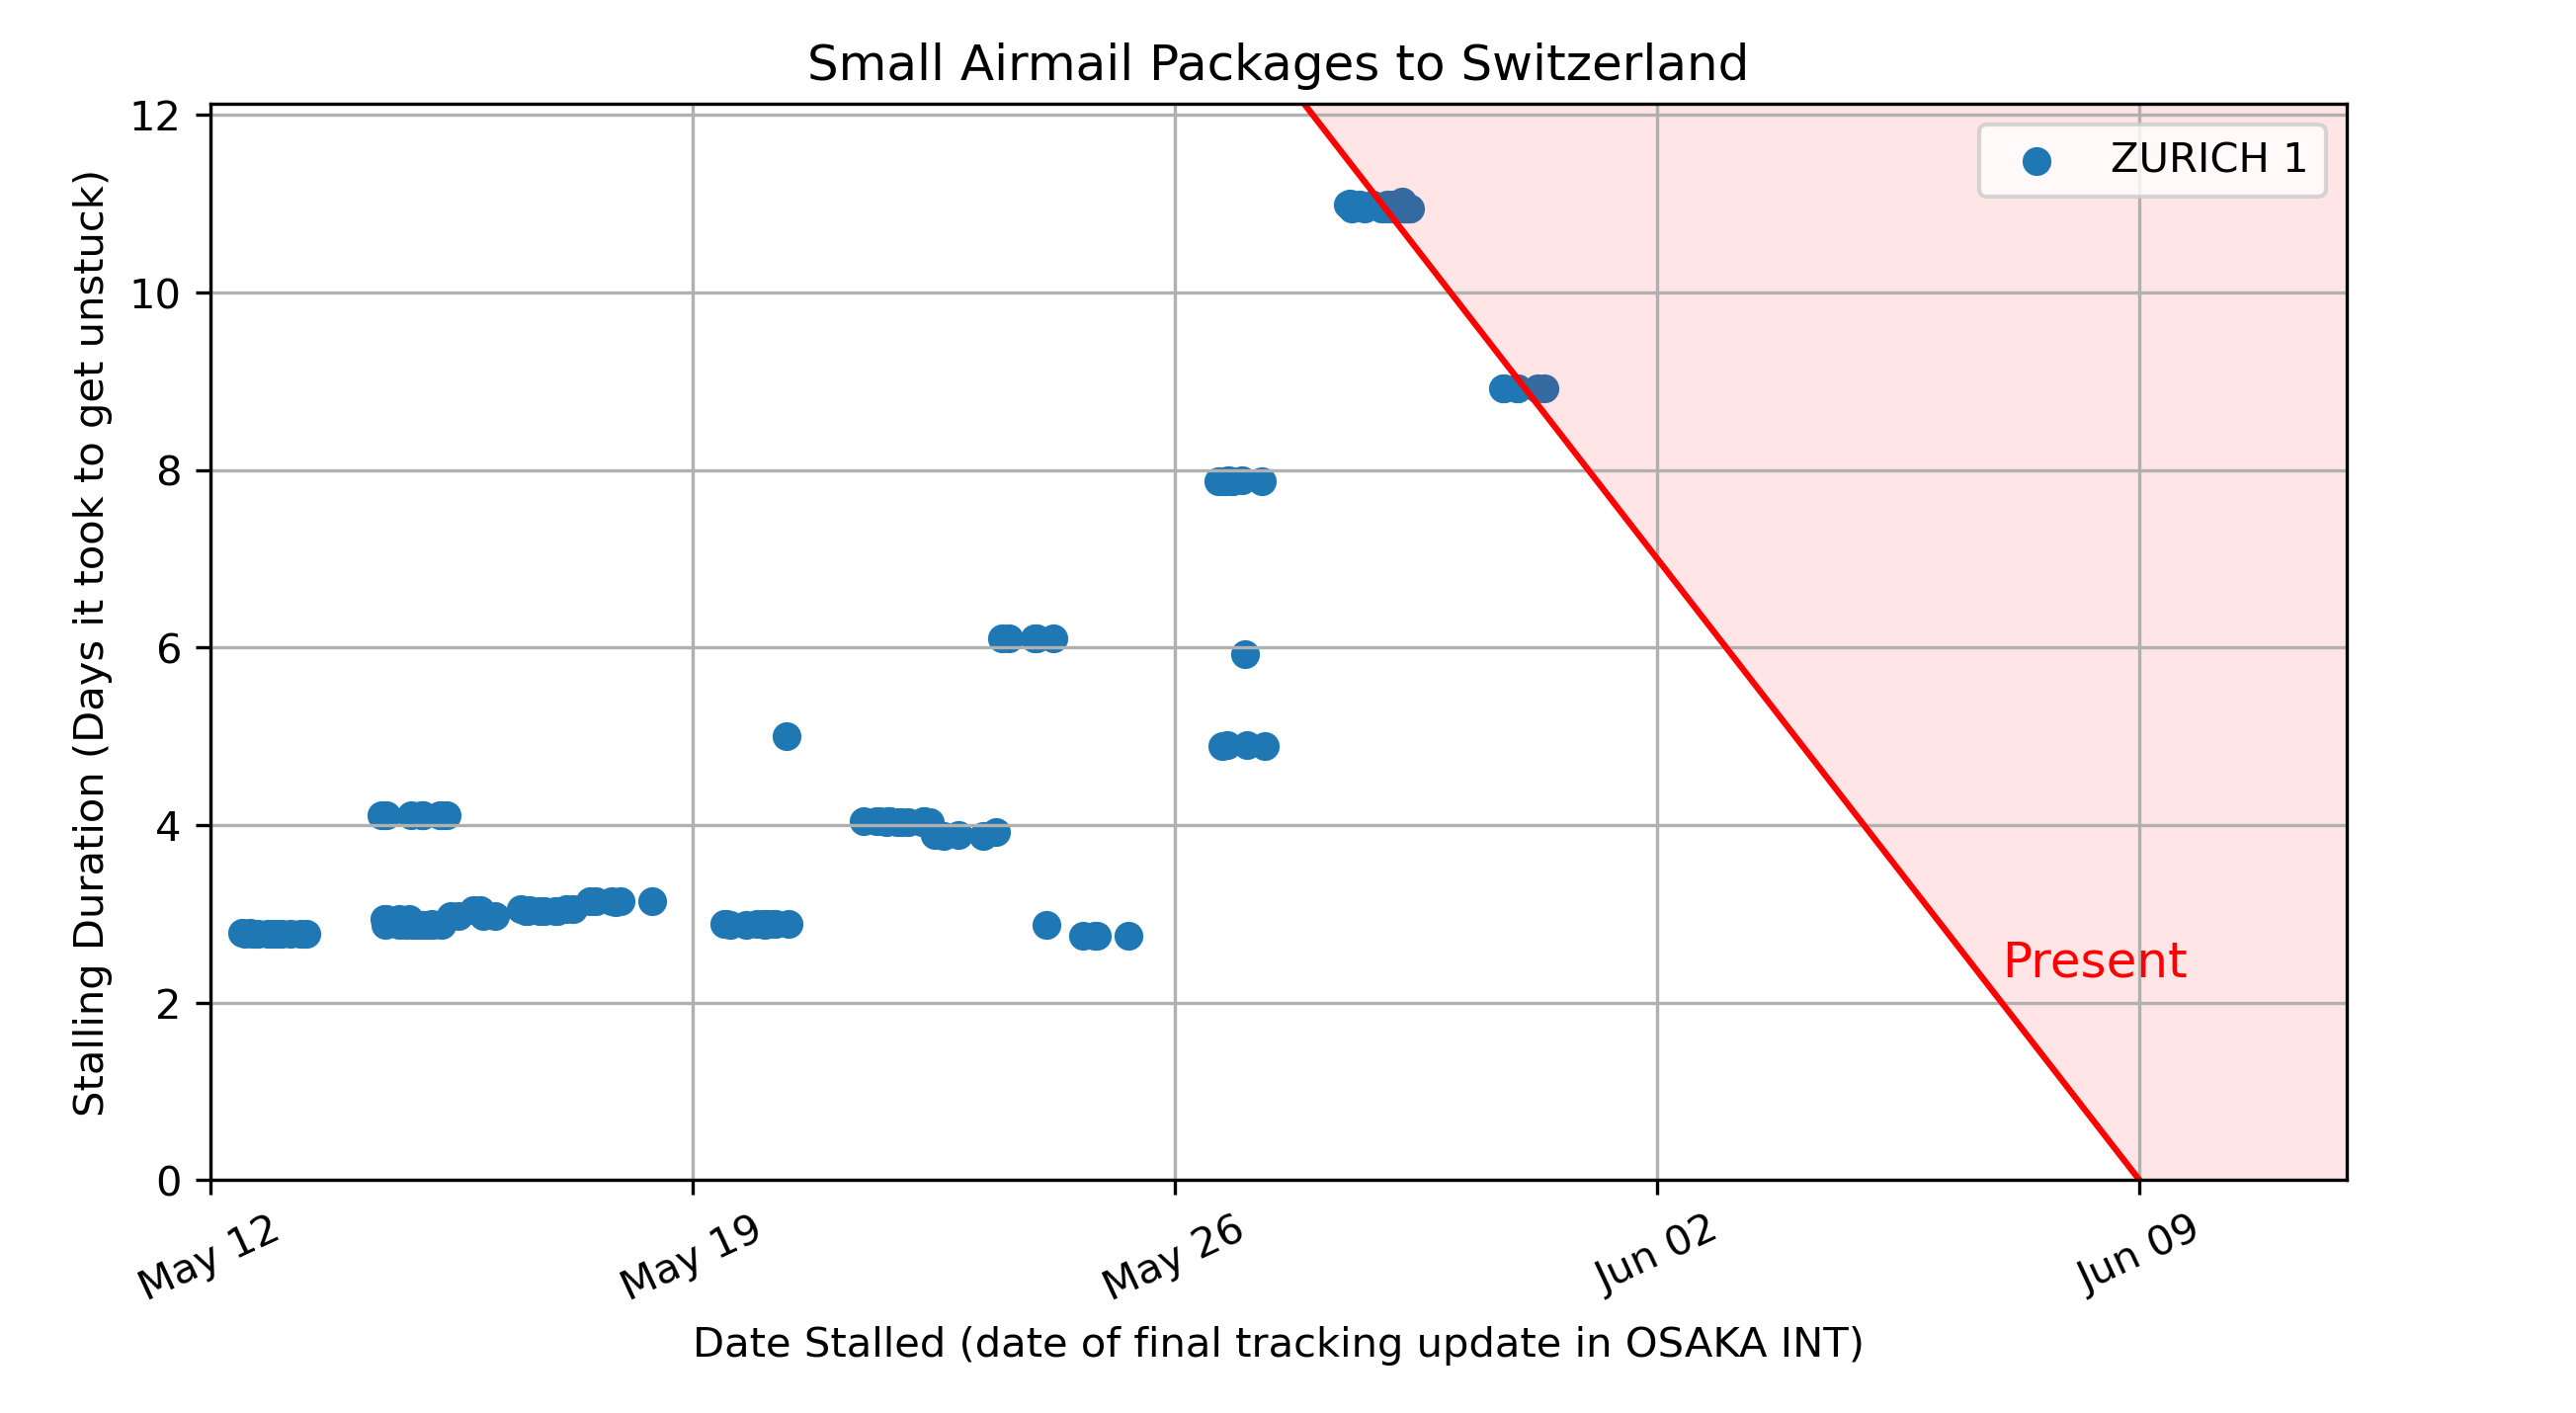 Small Airmail Packages to Switzerland
Stalling Duration (Days it took to get unstuck)
12
10
8
6
4
2
0
ZURICH 1
Present
May 12
May 19
May 26
Jun 02
Jun 09
Date Stalled (date of final tracking update in OSAKA INT)